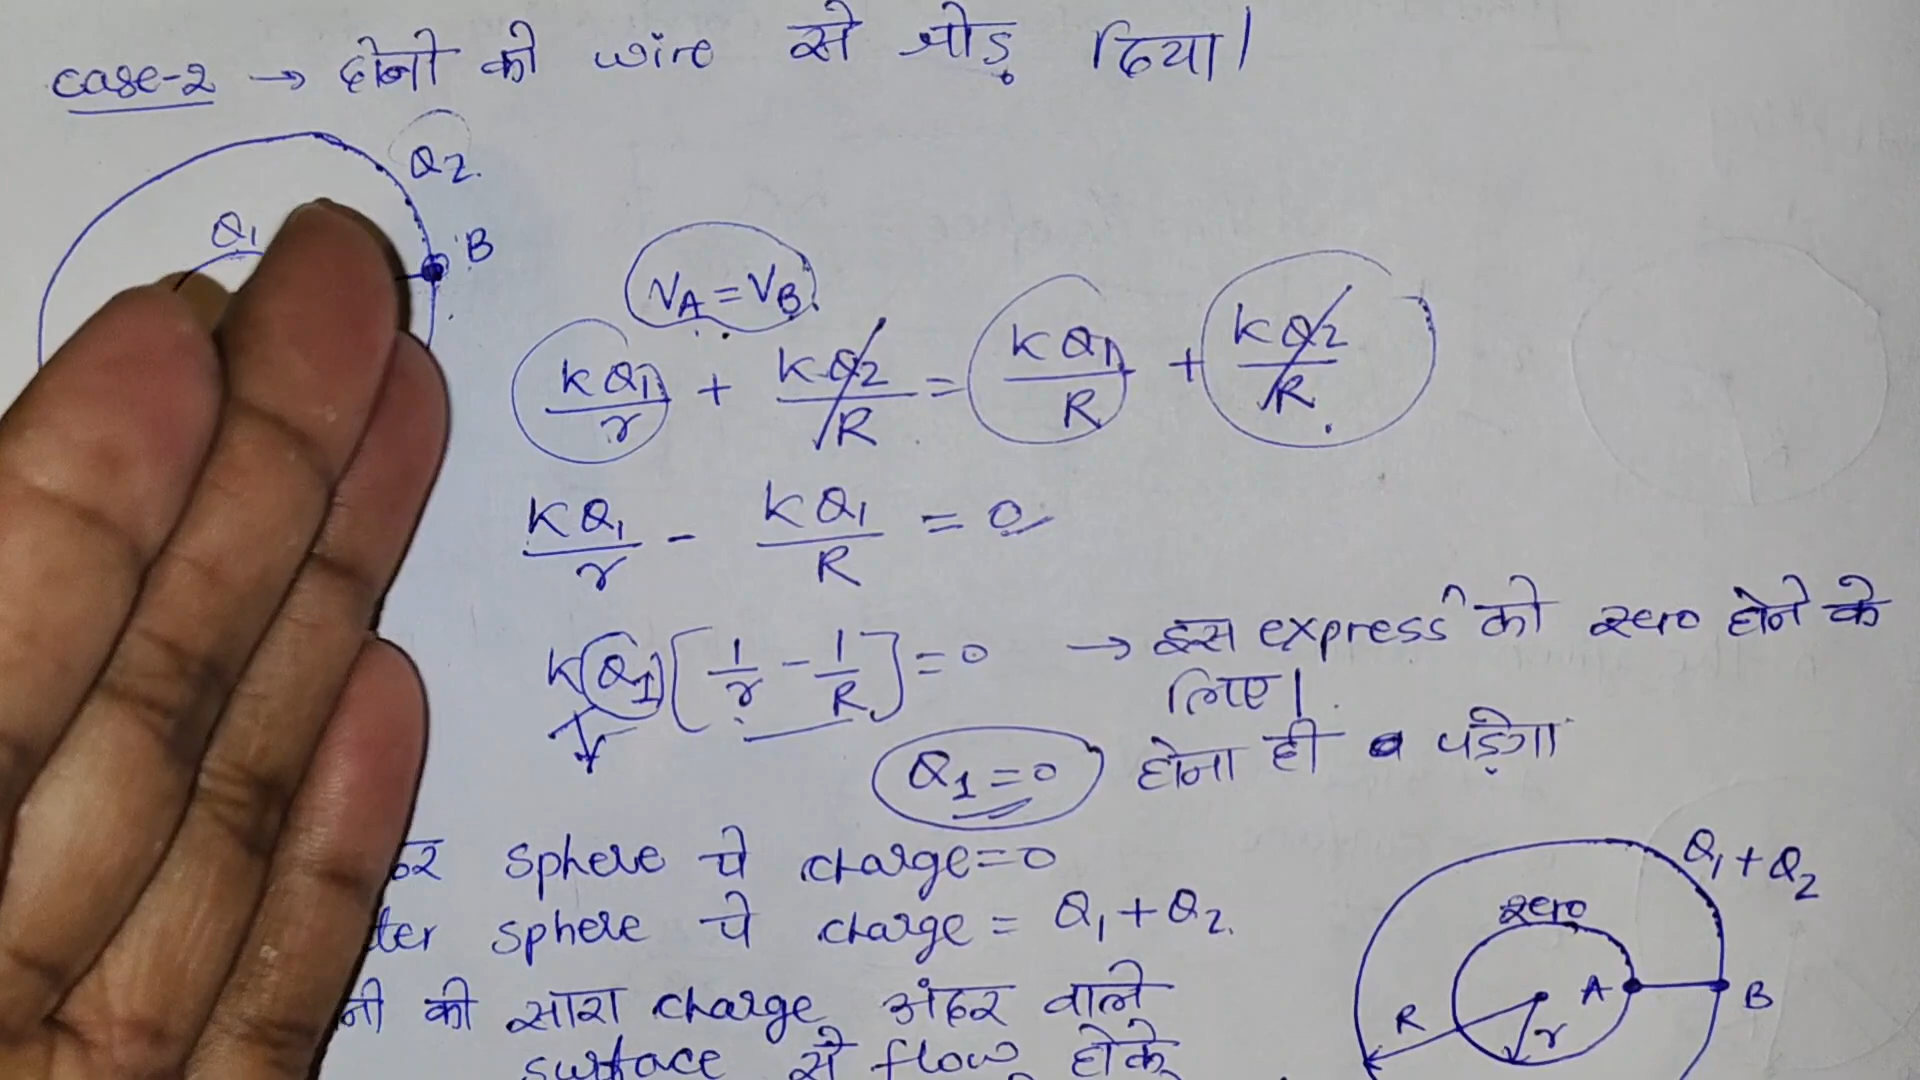 case-2 → दोनो को wire से जोड़ दिया।
Q2.
Q1
B
VA = VB.
KQ1/r + KQ2/R = KQ1/R + KQ2/R
KQ1/r - KQ1/R = 0
KQ1[1/r - 1/R] = 0 → इस express^n को zero होने के
लिए।
Q1 = 0 होना ही पड़ेगा
sphere पे charge = 0
sphere पे charge = Q1 + Q2.
की सारा charge अंदर वाले
surface से flow होके
Q1 + Q2
zero
A
B
R
r